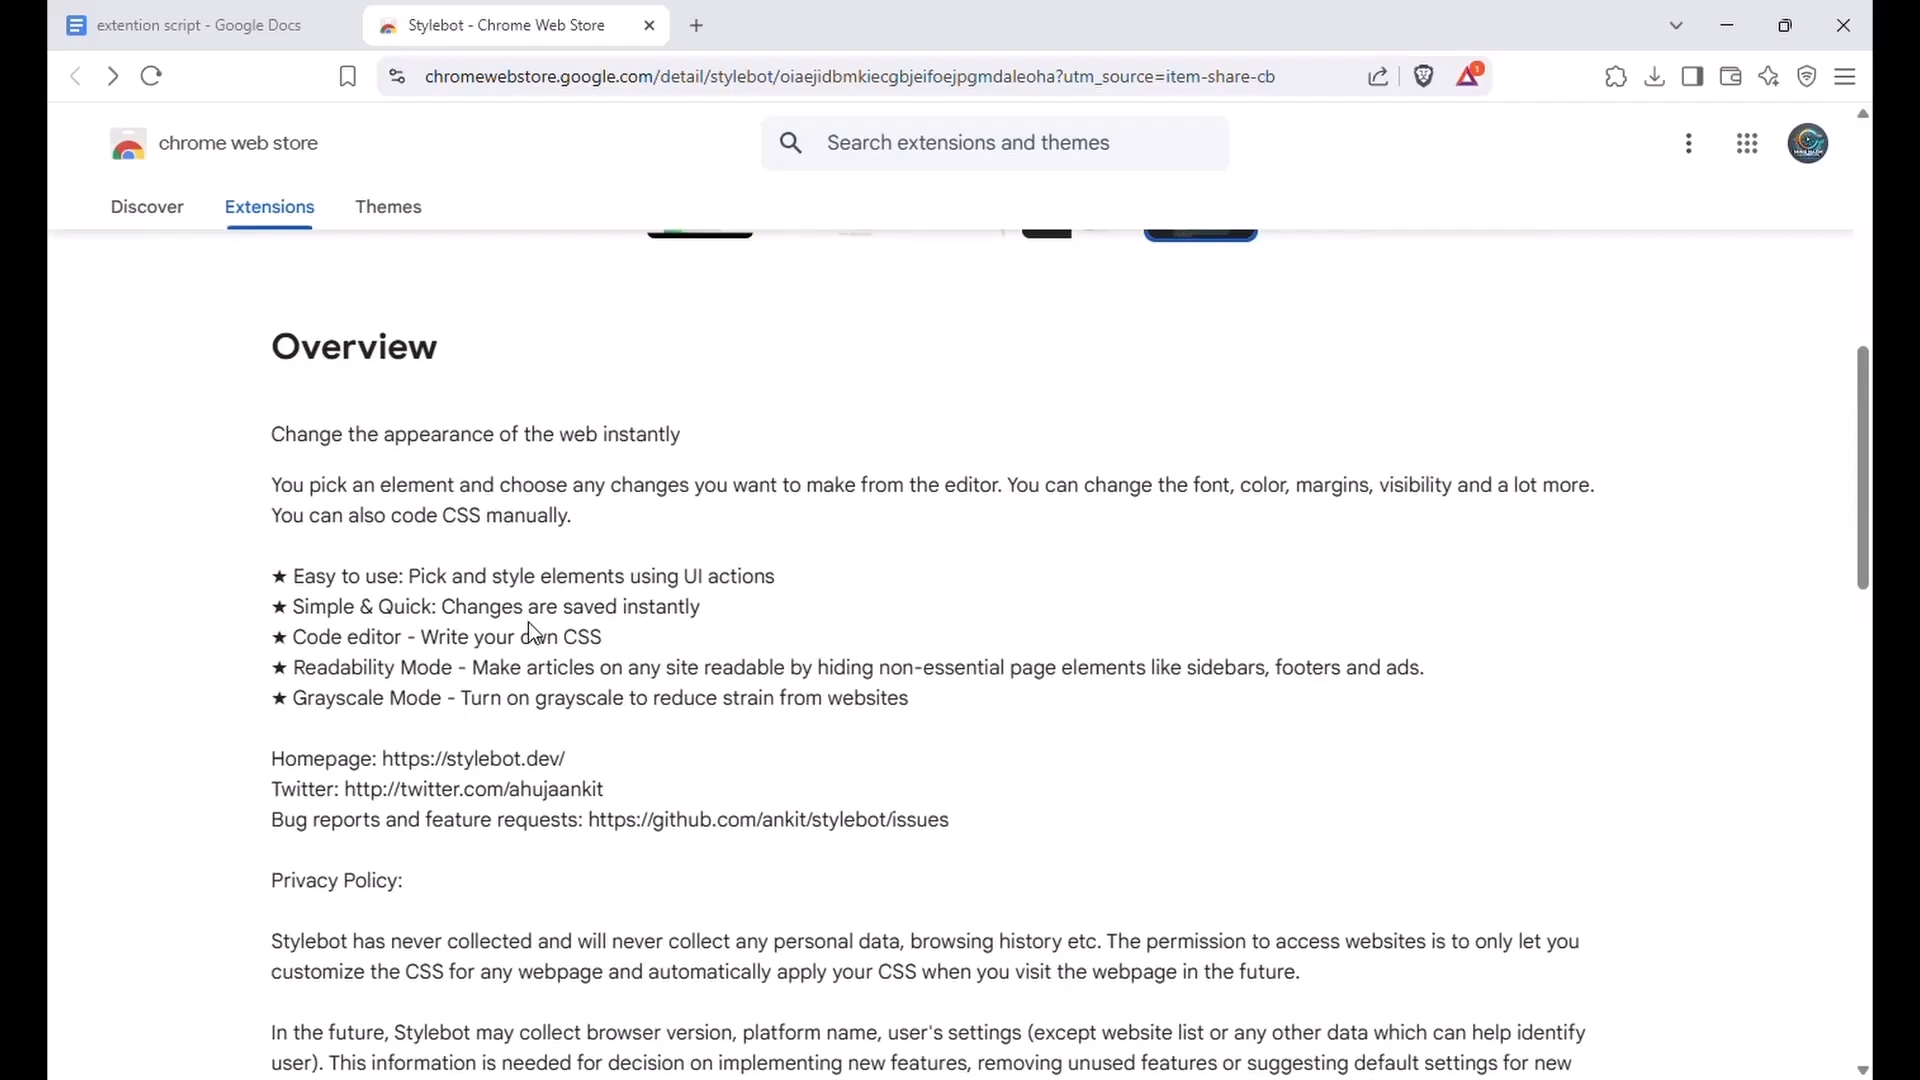 extention script - Google Docs
Stylebot - Chrome Web Store
chromewebstore.google.com/detail/stylebot/oiaejidbmkiecgbjeifoejpgmdaleoha?utm_source=item-share-cb
1
chrome web store
Search extensions and themes
Discover
Extensions
Themes
Overview
Change the appearance of the web instantly
You pick an element and choose any changes you want to make from the editor. You can change the font, color, margins, visibility and a lot more.
You can also code CSS manually.
★ Easy to use: Pick and style elements using UI actions
★ Simple & Quick: Changes are saved instantly
★ Code editor - Write your own CSS
★ Readability Mode - Make articles on any site readable by hiding non-essential page elements like sidebars, footers and ads.
★ Grayscale Mode - Turn on grayscale to reduce strain from websites
Homepage: https://stylebot.dev/
Twitter: http://twitter.com/ahujaankit
Bug reports and feature requests: https://github.com/ankit/stylebot/issues
Privacy Policy:
Stylebot has never collected and will never collect any personal data, browsing history etc. The permission to access websites is to only let you
customize the CSS for any webpage and automatically apply your CSS when you visit the webpage in the future.
In the future, Stylebot may collect browser version, platform name, user's settings (except website list or any other data which can help identify
user). This information is needed for decision on implementing new features, removing unused features or suggesting default settings for new